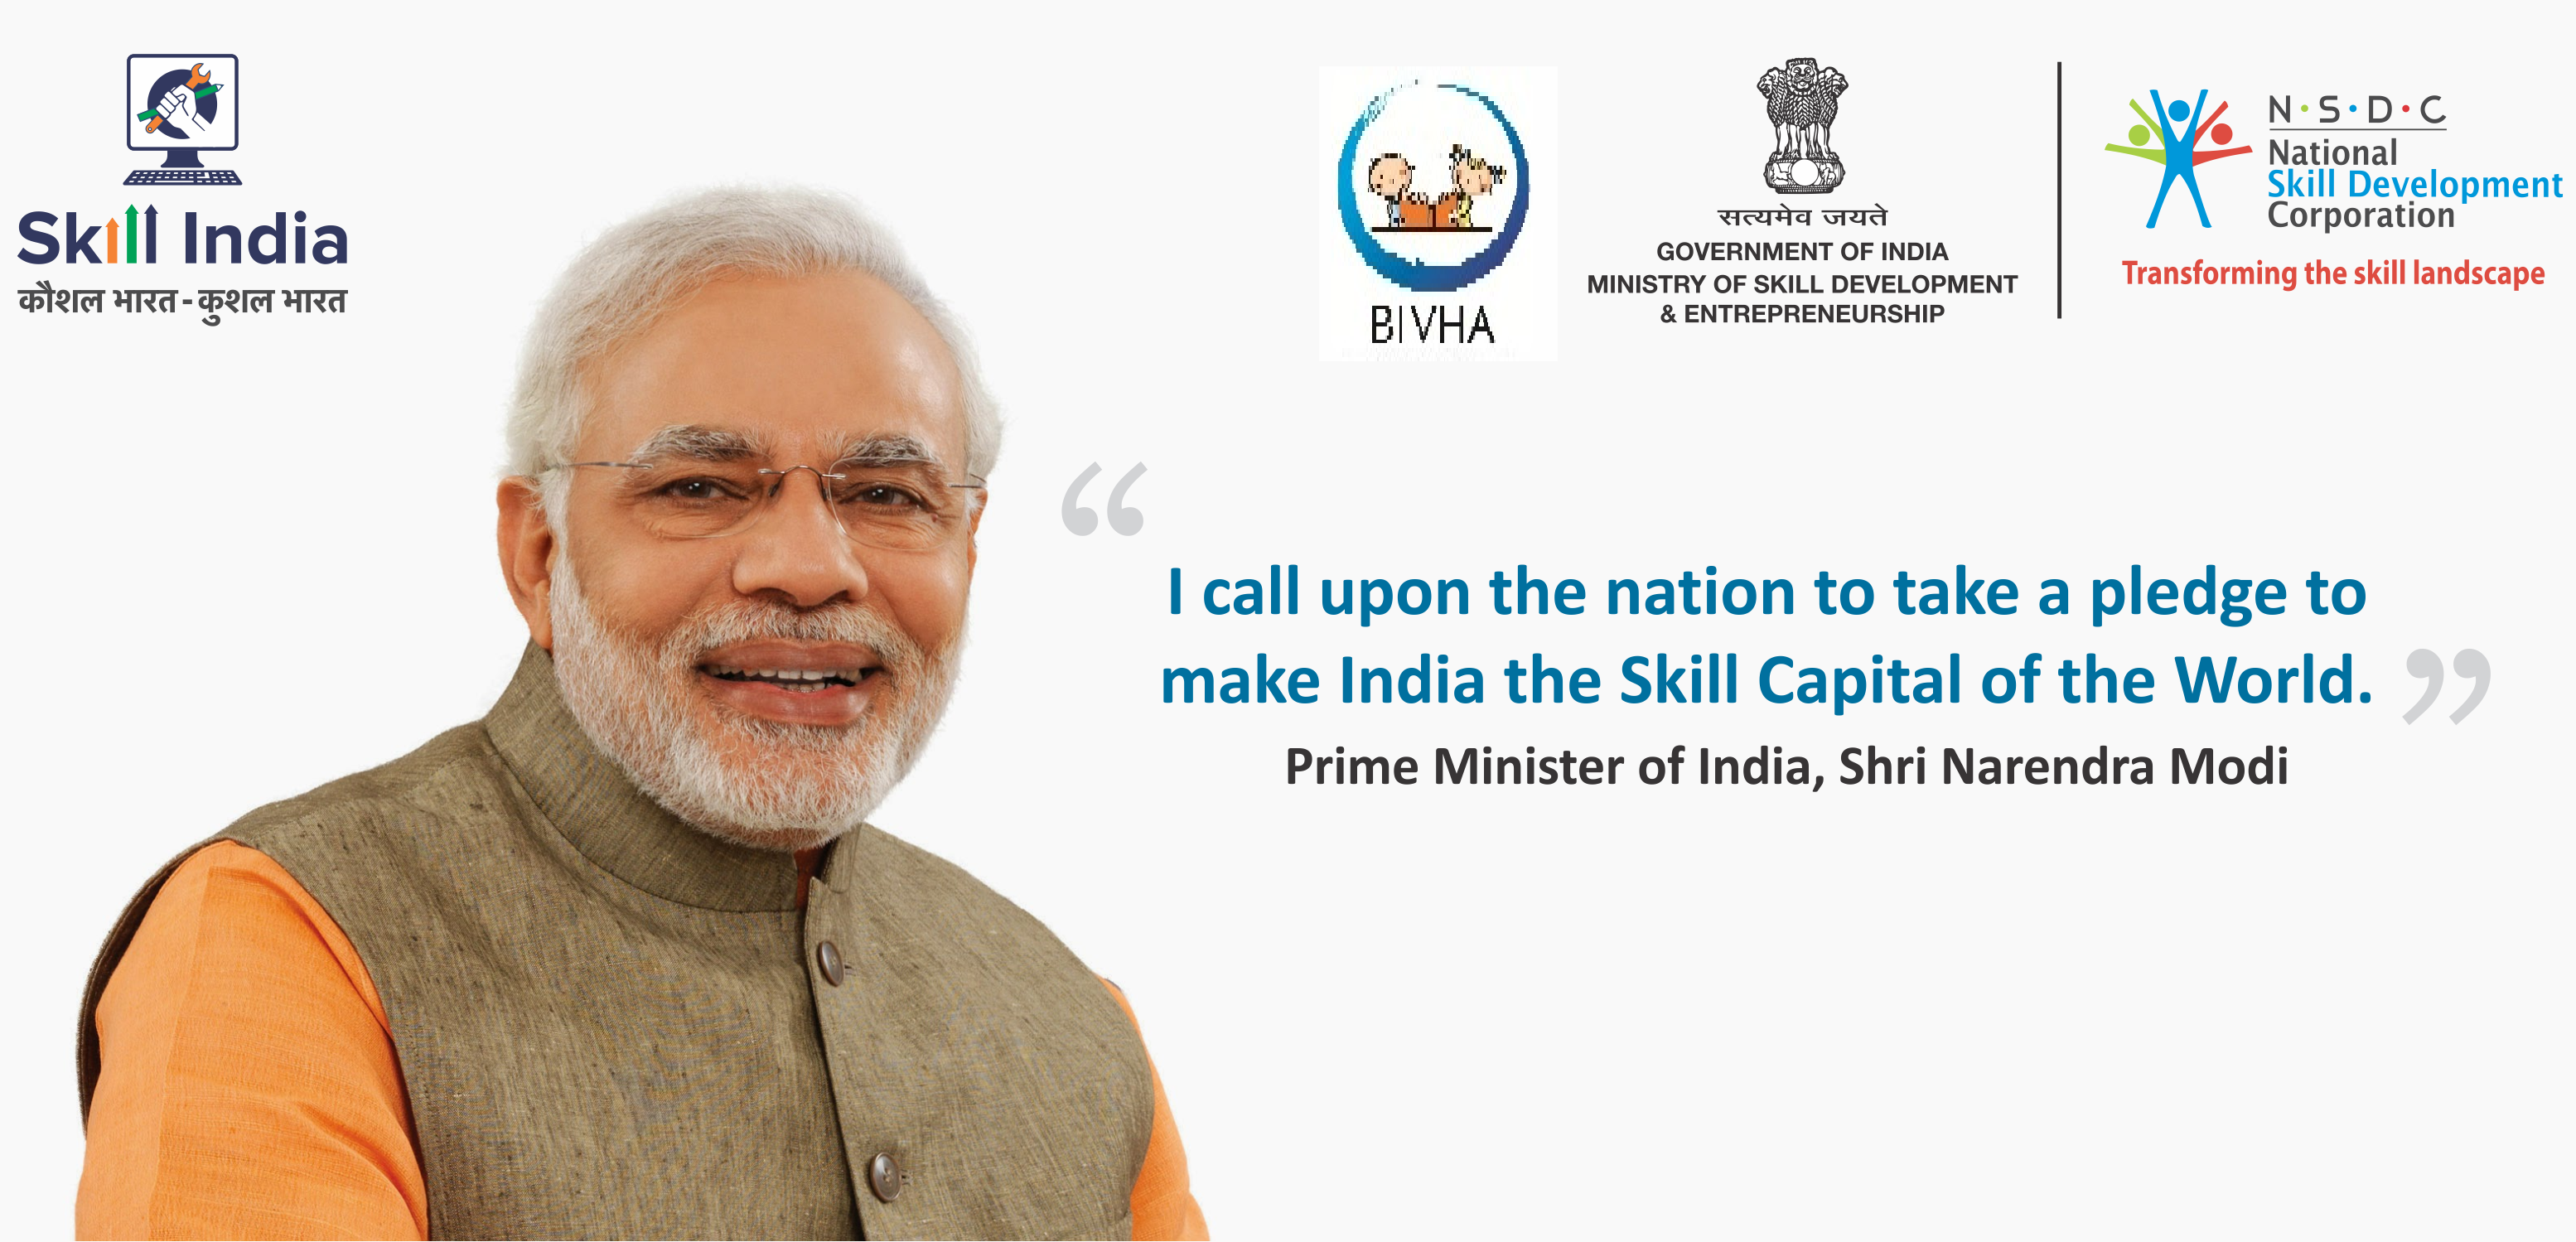 Skill India
कौशल भारत - कुशल भारत
BIVHA
सत्यमेव जयते
GOVERNMENT OF INDIA
MINISTRY OF SKILL DEVELOPMENT
& ENTREPRENEURSHIP
N·S·D·C
National
Skill Development
Corporation
Transforming the skill landscape
“
I call upon the nation to take a pledge to
make India the Skill Capital of the World. ”
Prime Minister of India, Shri Narendra Modi